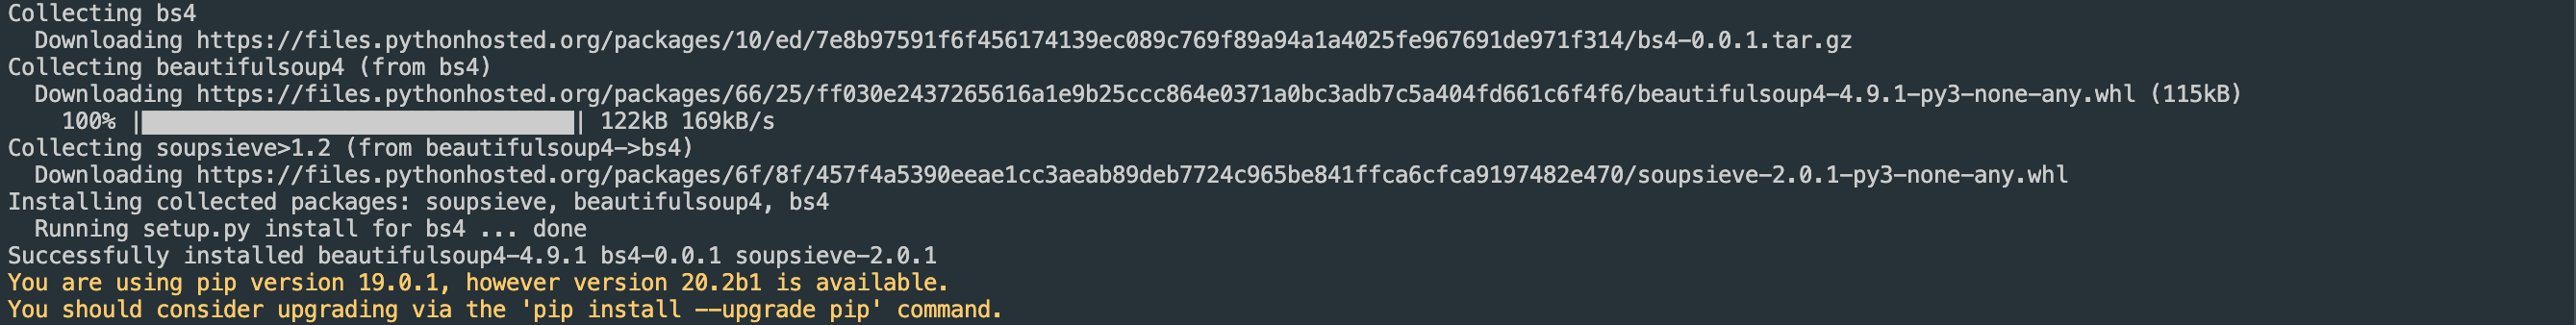 Collecting bs4
Downloading https://files.pythonhosted.org/packages/10/ed/7e8b97591f6f456174139ec089c769f89a94a1a4025fe967691de971f314/bs4-0.0.1.tar.gz
Collecting beautifulsoup4 (from bs4)
Downloading https://files.pythonhosted.org/packages/66/25/ff030e2437265616a1e9b25ccc864e0371a0bc3adb7c5a404fd661c6f4f6/beautifulsoup4-4.9.1-py3-none-any.whl (115kB)
100% |████████████████████████████████| 122kB 169kB/s
Collecting soupsieve>1.2 (from beautifulsoup4->bs4)
Downloading https://files.pythonhosted.org/packages/6f/8f/457f4a5390eeae1cc3aeab89deb7724c965be841ffca6cfca9197482e470/soupsieve-2.0.1-py3-none-any.whl
Installing collected packages: soupsieve, beautifulsoup4, bs4
Running setup.py install for bs4 ... done
Successfully installed beautifulsoup4-4.9.1 bs4-0.0.1 soupsieve-2.0.1
You are using pip version 19.0.1, however version 20.2b1 is available.
You should consider upgrading via the 'pip install --upgrade pip' command.